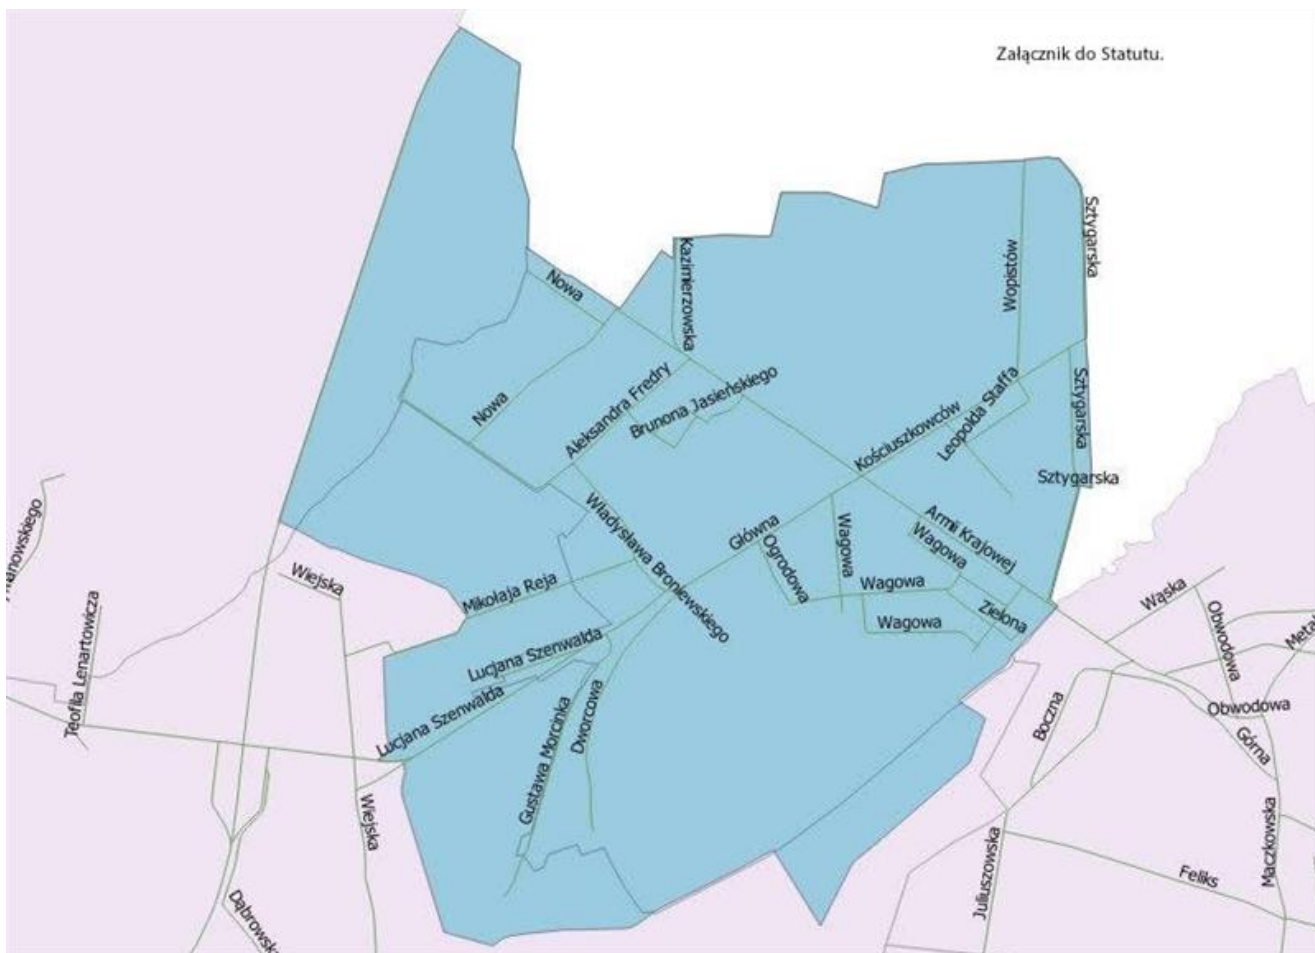 Załącznik do Statutu.
Sztygarska
Kazimierzowska
Wopistów
Nowa
Aleksandra Fredry
Brunona Jasieńskiego
Nowa
Kościuszkowców
Leopolda Staffa
Sztygarska
Sztygarska
Władysława Broniewskiego
Główna
Ogrodowa
Wagowa
Armii Krajowej
Wagowa
Wagowa
Wagowa
Zielona
Wiejska
Mikołaja Reja
Lucjana Szenwalda
Lucjana Szenwalda
Gustawa Morcinka
Dworcowa
Teofila Lenartowicza
Wiejska
Wąska
Obwodowa
Obwodowa
Boczna
Górna
Maczkowska
Juliuszowska
Feliks